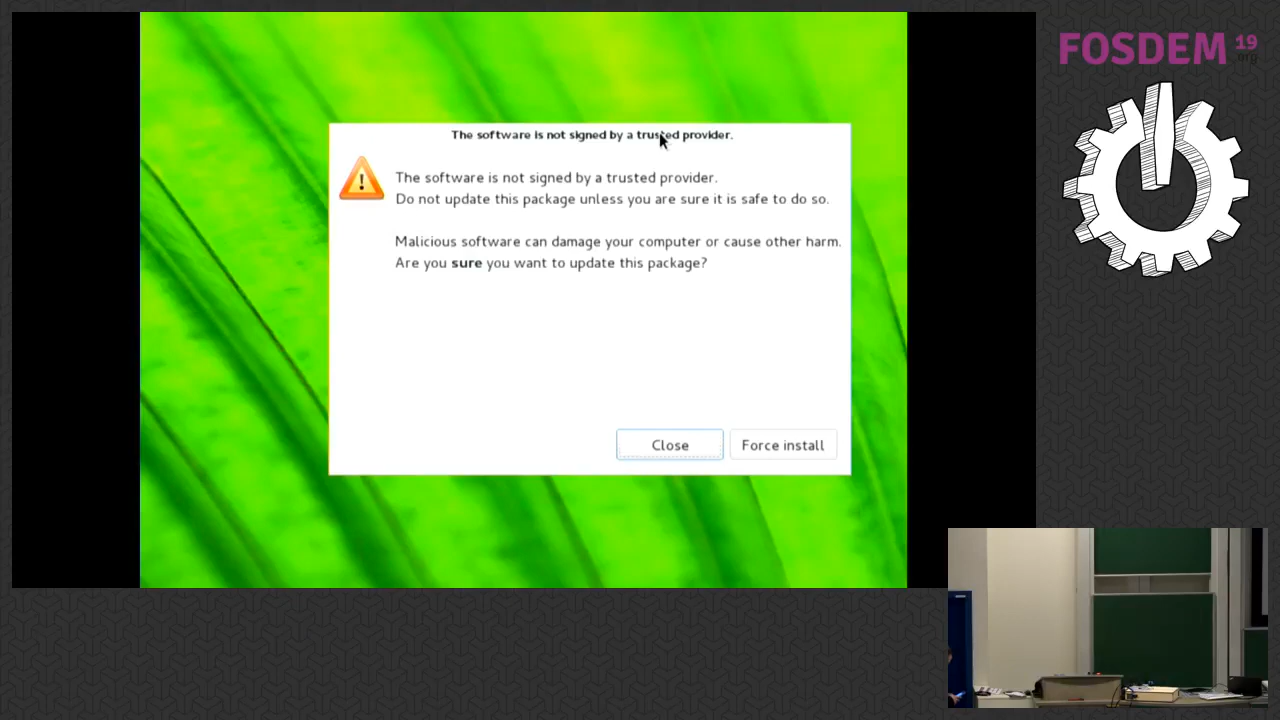 FOSDEM 19
.org
The software is not signed by a trusted provider.
The software is not signed by a trusted provider.
Do not update this package unless you are sure it is safe to do so.
Malicious software can damage your computer or cause other harm.
Are you sure you want to update this package?
Close
Force install